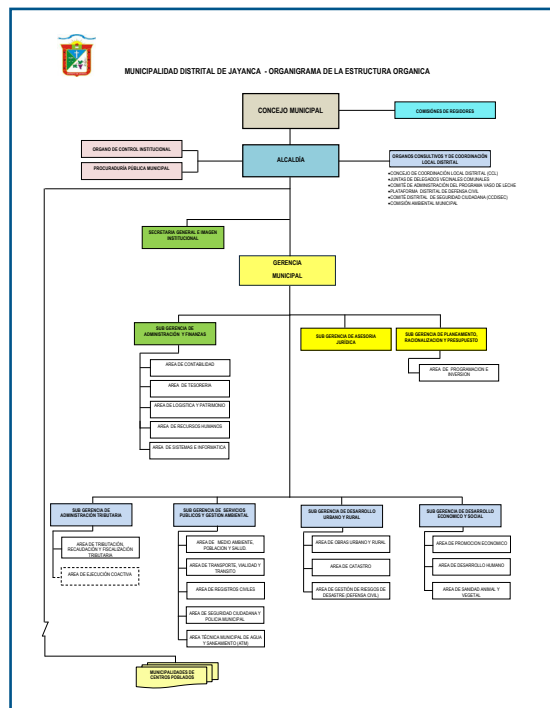 MUNICIPALIDAD DISTRITAL DE JAYANCA - ORGANIGRAMA DE LA ESTRUCTURA ORGANICA
CONCEJO MUNICIPAL
COMISIÓNES DE REGIDORES
ORGANO DE CONTROL INSTITUCIONAL
PROCURADURÍA PÚBLICA MUNICIPAL
ALCALDÍA
ORGANOS CONSULTIVOS Y DE COORDINACIÓN
LOCAL DISTRITAL
•CONCEJO DE COORDINACIÓN LOCAL DISTRITAL (CCL)
•JUNTAS DE DELEGADOS VECINALES COMUNALES
•COMITÉ DE ADMINISTRACIÓN DEL PROGRAMA VASO DE LECHE
•PLATAFORMA DISTRITAL DE DEFENSA CIVIL
•COMITÉ DISTRITAL DE SEGURIDAD CIUDADANA (CCDISEC)
•COMISIÓN AMBIENTAL MUNICIPAL
SECRETARIA GENERAL E IMAGEN
INSTITUCIONAL
GERENCIA
MUNICIPAL
SUB GERENCIA DE
ADMINISTRACIÓN Y FINANZAS
AREA DE CONTABILIDAD
AREA DE TESORERIA
AREA DE LOGISTICA Y PATRIMONIO
AREA DE RECURSOS HUMANOS
AREA DE SISTEMAS E INFORMATICA
SUB GERENCIA DE ASESORIA
JURÍDICA
SUB GERENCIA DE PLANEAMENTO,
RACIONALIZACION Y PRESUPUESTO
AREA DE PROGRAMACION E
INVERSION
SUB GERENCIA DE
ADMINISTRACIÓN TRIBUTARIA
AREA DE TRIBUTACIÓN,
RECAUDACIÓN Y FISCALIZACIÓN
TRIBUTARIA
AREA DE EJECUCIÓN COACTIVA
SUB GERENCIA DE SERVICIOS
PUBLICOS Y GESTION AMBIENTAL
AREA DE MEDIO AMBIENTE,
POBLACION Y SALUD.
AREA DE TRANSPORTE, VIALIDAD Y
TRANSITO
AREA DE REGISTROS CIVILES
AREA DE SEGURIDAD CIUDADANA Y
POLICIA MUNICIPAL
AREA TÉCNICA MUNICIPAL DE AGUA
Y SANEAMIENTO (ATM)
SUB GERENCIA DE DESARROLLO
URBANO Y RURAL
AREA DE OBRAS URBANO Y RURAL
AREA DE CATASTRO
AREA DE GESTIÓN DE RIESGOS DE
DESASTRE (DEFENSA CIVIL)
SUB GERENCIA DE DESARROLLO
ECONOMICO Y SOCIAL
AREA DE PROMOCION ECONOMICO
AREA DE DESARROLLO HUMANO
AREA DE SANIDAD ANIMAL Y
VEGETAL
MUNICIPALIDADES DE
CENTROS POBLADOS